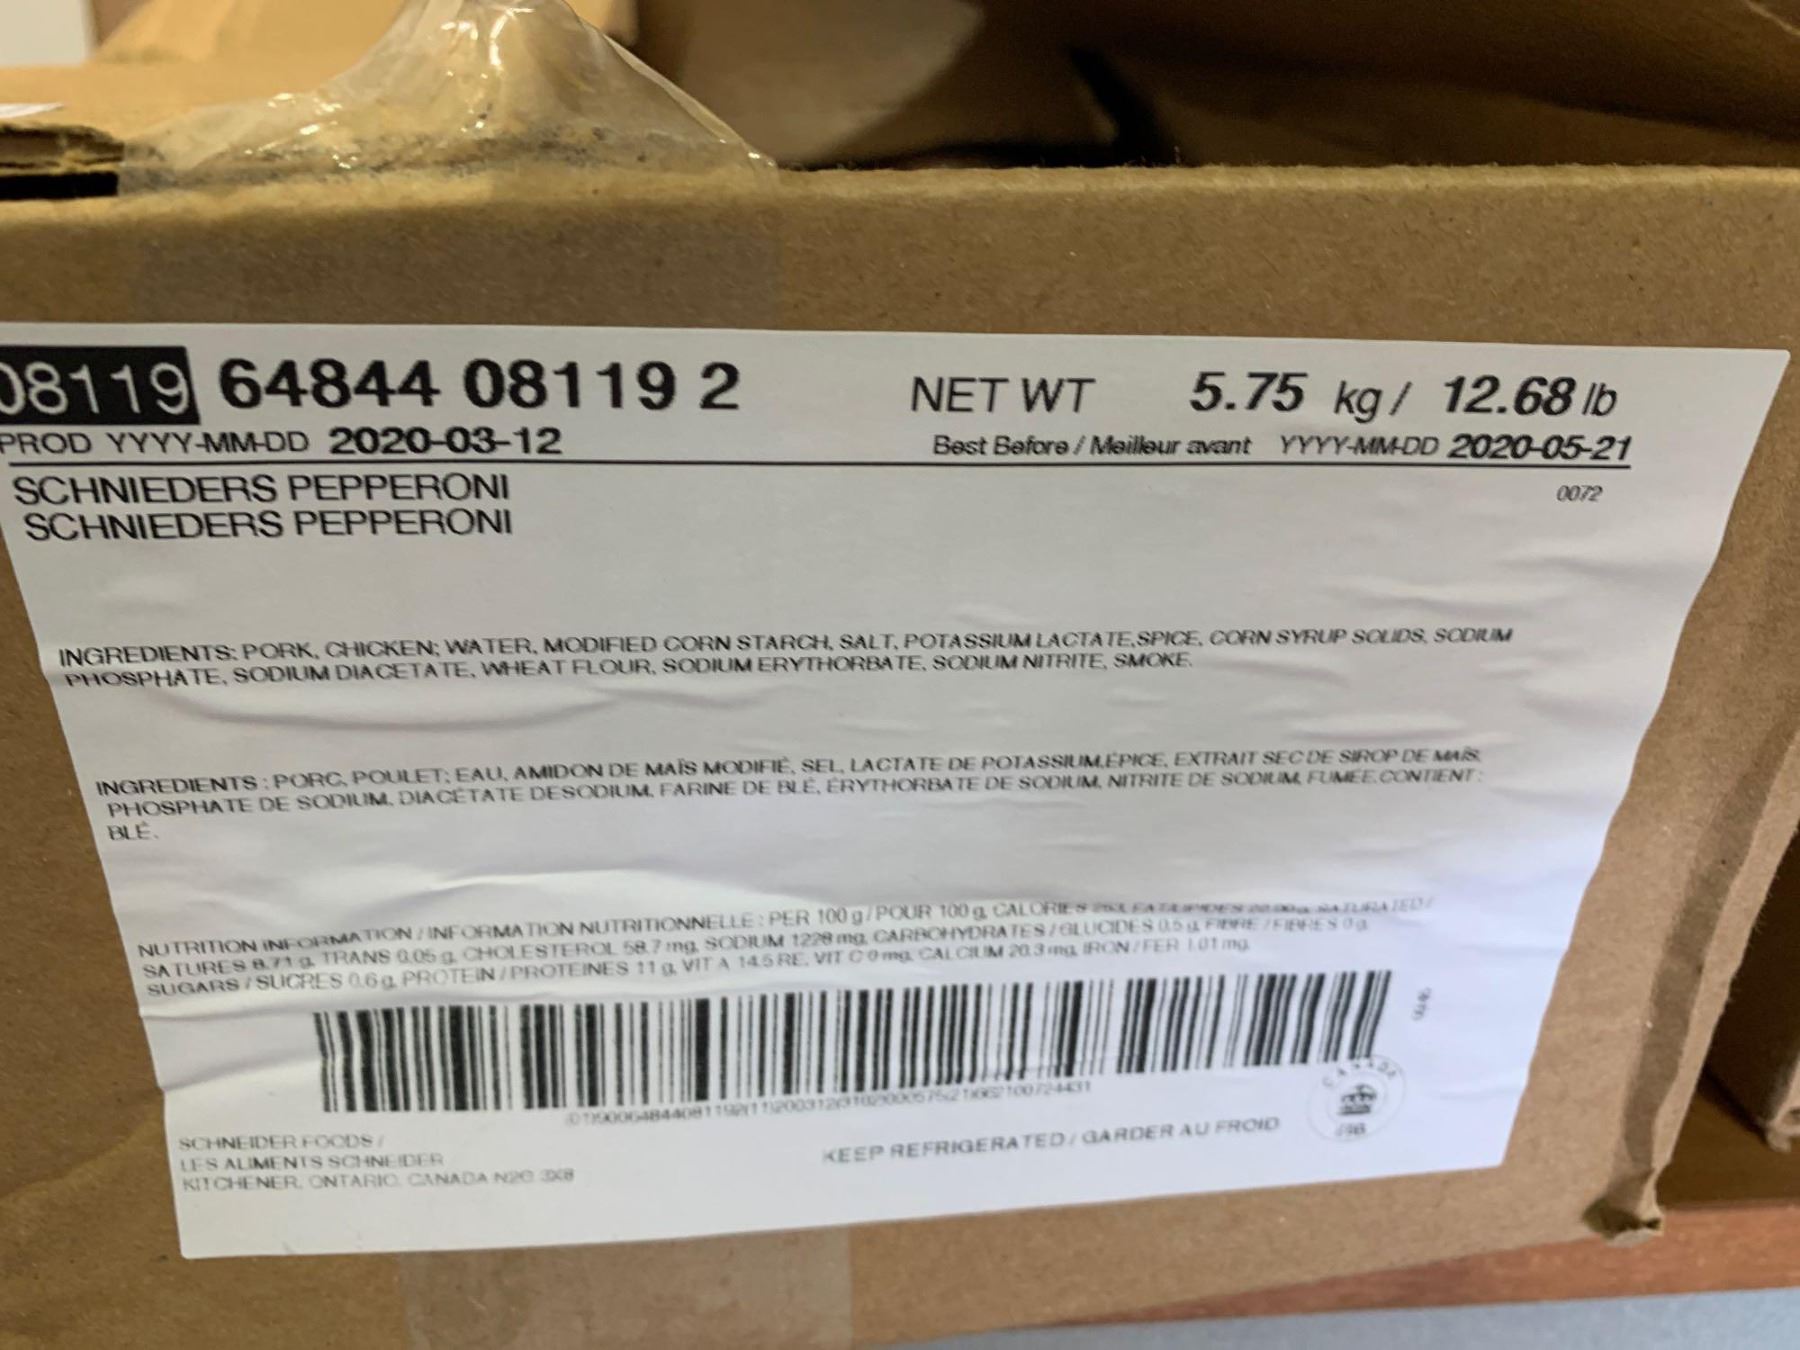 08119 64844 08119 2 NET WT 5.75 kg / 12.68 lb
PROD YYYY-MM-DD 2020-03-12 Best Before / Meilleur avant YYYY-MM-DD 2020-05-21
SCHNIEDERS PEPPERONI 0072
SCHNIEDERS PEPPERONI
INGREDIENTS: PORK, CHICKEN; WATER, MODIFIED CORN STARCH, SALT, POTASSIUM LACTATE,SPICE, CORN SYRUP SOLIDS, SODIUM
PHOSPHATE, SODIUM DIACETATE, WHEAT FLOUR, SODIUM ERYTHORBATE, SODIUM NITRITE, SMOKE.
INGREDIENTS : PORC, POULET; EAU, AMIDON DE MAÏS MODIFIÉ, SEL, LACTATE DE POTASSIUM,ÉPICE, EXTRAIT SEC DE SIROP DE MAÏS,
PHOSPHATE DE SODIUM, DIACÉTATE DESODIUM, FARINE DE BLÉ, ÉRYTHORBATE DE SODIUM, NITRITE DE SODIUM, FUMÉE.CONTIENT :
BLÉ.
NUTRITION INFORMATION / INFORMATION NUTRITIONNELLE : PER 100 g / POUR 100 g, CALORIES SATURATED /
SATURES 8.71 g, TRANS 0.05 g, CHOLESTEROL 58.7 mg, SODIUM 1228 mg, CARBOHYDRATES / GLUCIDES 0.5 g, FIBRE / FIBRES 0 g,
SUGARS / SUCRES 0.6 g, PROTEIN / PROTEINES 11 g, VIT A 14.5 RE, VIT C 0 mg, CALCIUM 20.3 mg, IRON / FER 1.01 mg
SCHNEIDER FOODS /
LES ALIMENTS SCHNEIDER
KITCHENER, ONTARIO, CANADA N2G 3X8
KEEP REFRIGERATED / GARDER AU FROID
CANADA